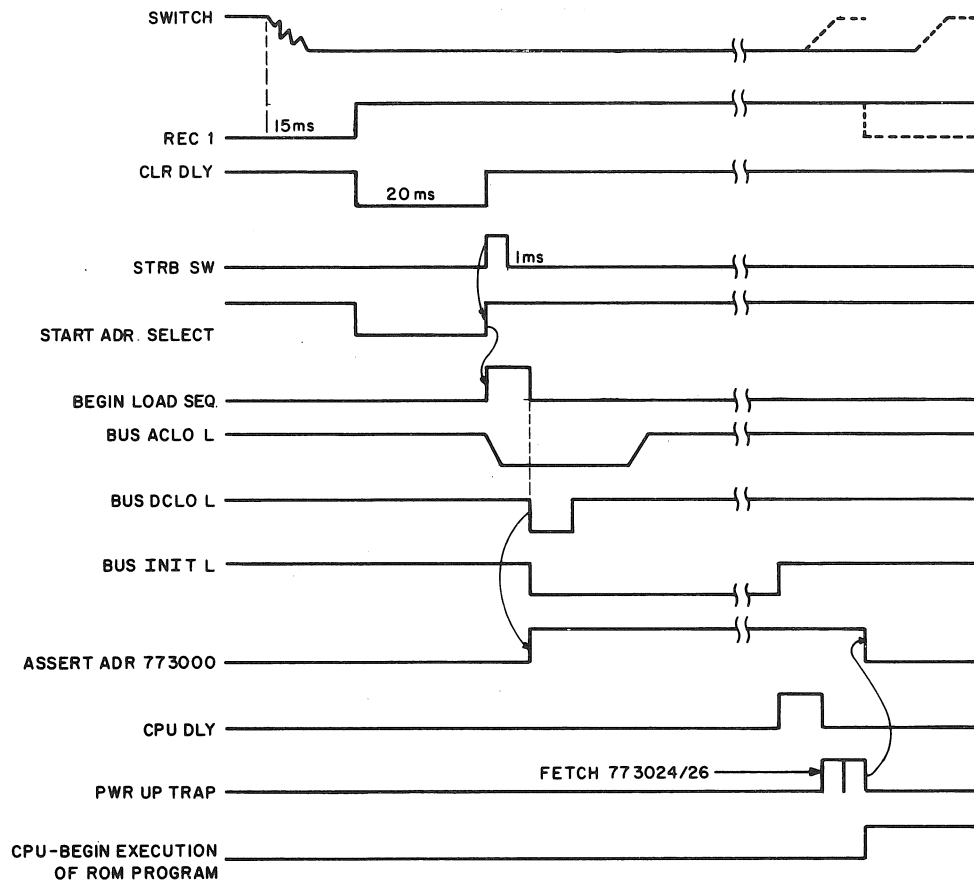 SWITCH
15ms
REC 1
CLR DLY
20ms
STRB SW
1ms
START ADR. SELECT
BEGIN LOAD SEQ.
BUS ACLO L
BUS DCLO L
BUS INIT L
ASSERT ADR 773000
CPU DLY
FETCH 773024/26
PWR UP TRAP
CPU-BEGIN EXECUTION
OF ROM PROGRAM